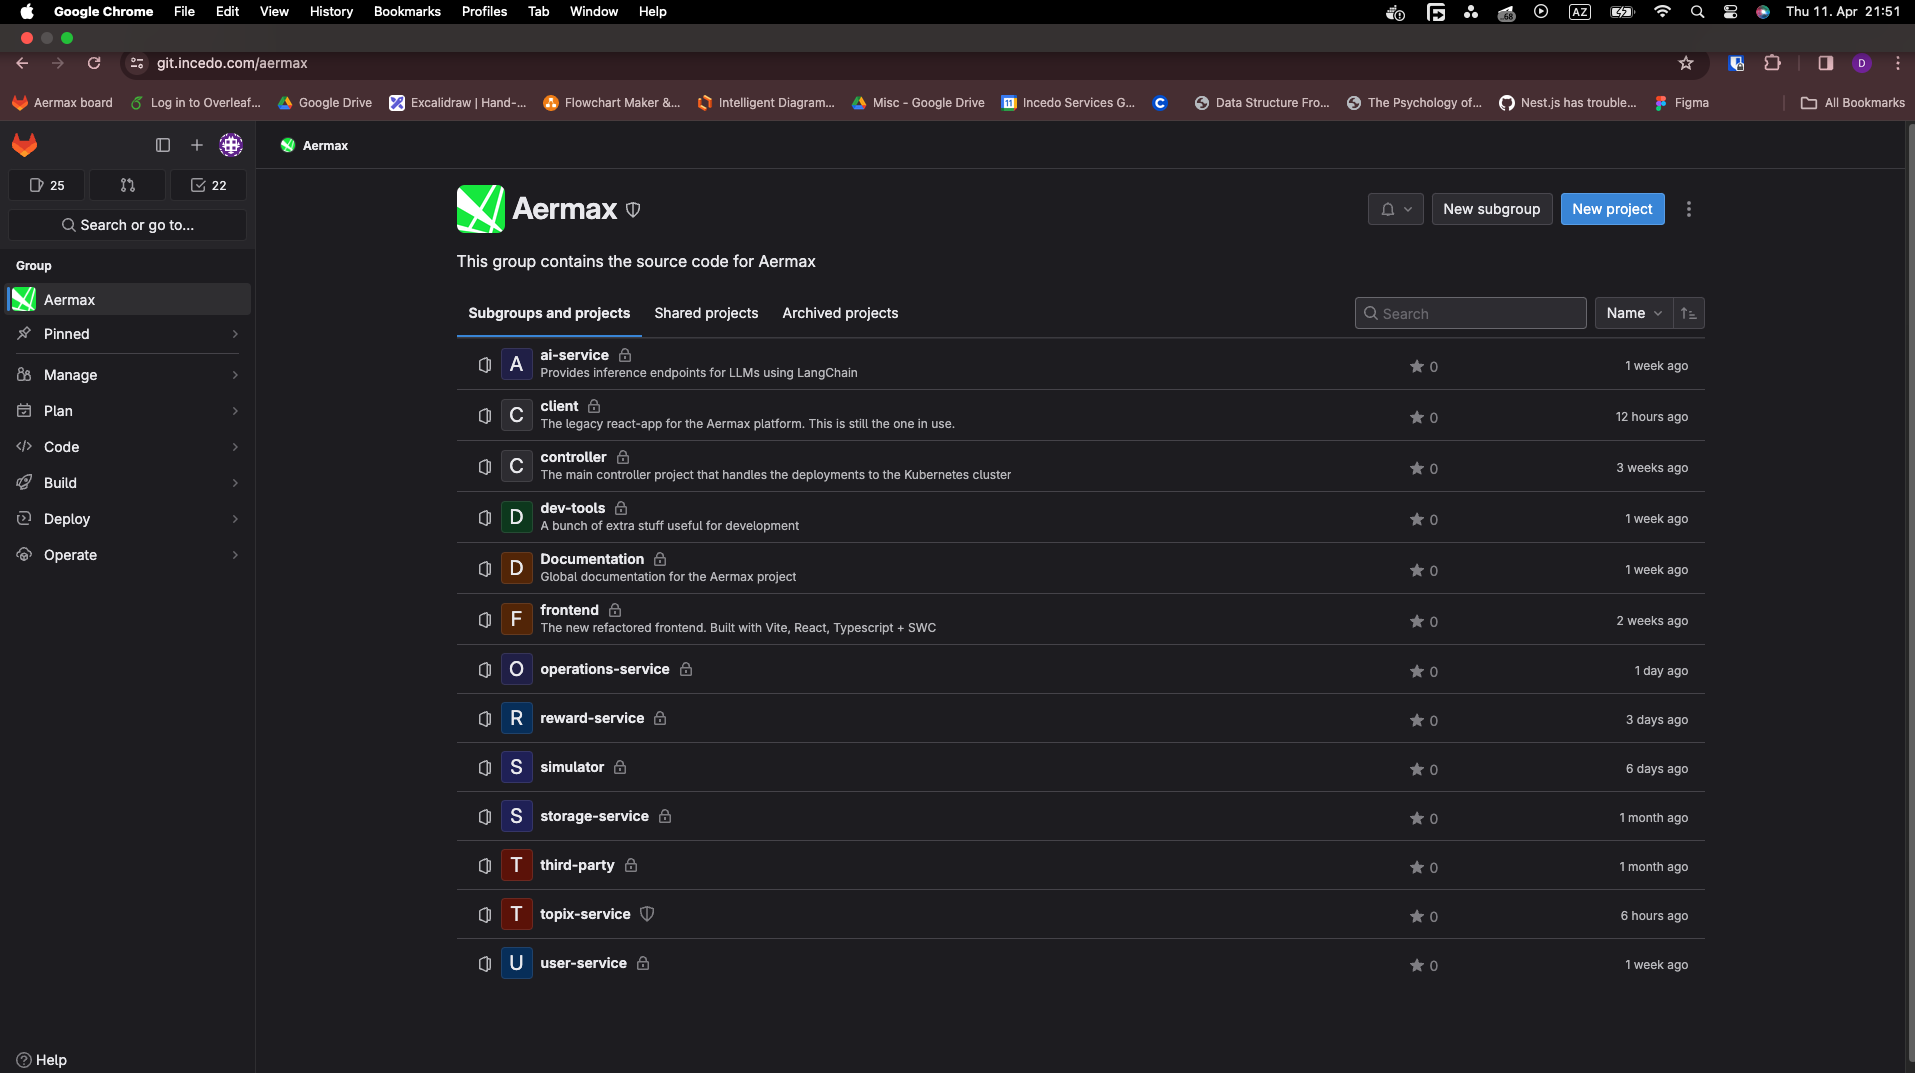 Google Chrome File Edit View History Bookmarks Profiles Tab Window Help .68 AZ Thu 11. Apr 21:51
git.incedo.com/aermax D
Aermax board Log in to Overleaf... Google Drive Excalidraw | Hand-... Flowchart Maker &... Intelligent Diagram... Misc - Google Drive 11 Incedo Services G... C Data Structure Fro... The Psychology of... Nest.js has trouble... Figma All Bookmarks
Aermax
25 22
Search or go to...
Group
Aermax
Pinned
Manage
Plan
Code
Build
Deploy
Operate
Help
Aermax
New subgroup New project
This group contains the source code for Aermax
Subgroups and projects Shared projects Archived projects Search Name
A ai-service 0 1 week ago
Provides inference endpoints for LLMs using LangChain
C client 0 12 hours ago
The legacy react-app for the Aermax platform. This is still the one in use.
C controller 0 3 weeks ago
The main controller project that handles the deployments to the Kubernetes cluster
D dev-tools 0 1 week ago
A bunch of extra stuff useful for development
D Documentation 0 1 week ago
Global documentation for the Aermax project
F frontend 0 2 weeks ago
The new refactored frontend. Built with Vite, React, Typescript + SWC
O operations-service 0 1 day ago
R reward-service 0 3 days ago
S simulator 0 6 days ago
S storage-service 0 1 month ago
T third-party 0 1 month ago
T topix-service 0 6 hours ago
U user-service 0 1 week ago